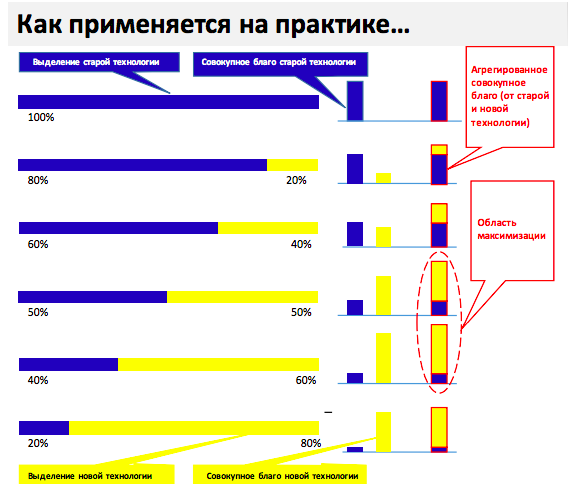 Как применяется на практике...
Выделение старой технологии
Совокупное благо старой технологии
Агрегированное
совокупное
благо (от старой
и новой
технологии)
100%
80%
20%
Область
максимизации
60%
40%
50%
50%
40%
60%
20%
80%
Выделение новой технологии
Совокупное благо новой технологии